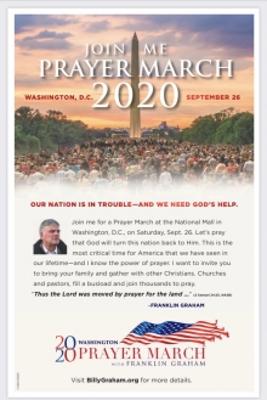 JOIN ME
PRAYER MARCH
WASHINGTON, D.C. 2020 SEPTEMBER 26
OUR NATION IS IN TROUBLE—AND WE NEED GOD'S HELP.
Join me for a Prayer March at the National Mall in
Washington, D.C., on Saturday, Sept. 26. Let's pray
that God will turn this nation back to Him. This is the
most critical time for America that we have seen in
our lifetime—and I know the power of prayer. I want to invite you
to bring your family and gather with other Christians. Churches
and pastors, fill a busload and join thousands to pray.
"Thus the Lord was moved by prayer for the land ..."
–FRANKLIN GRAHAM
2020 WASHINGTON
PRAYER MARCH
WITH FRANKLIN GRAHAM
Visit BillyGraham.org for more details.